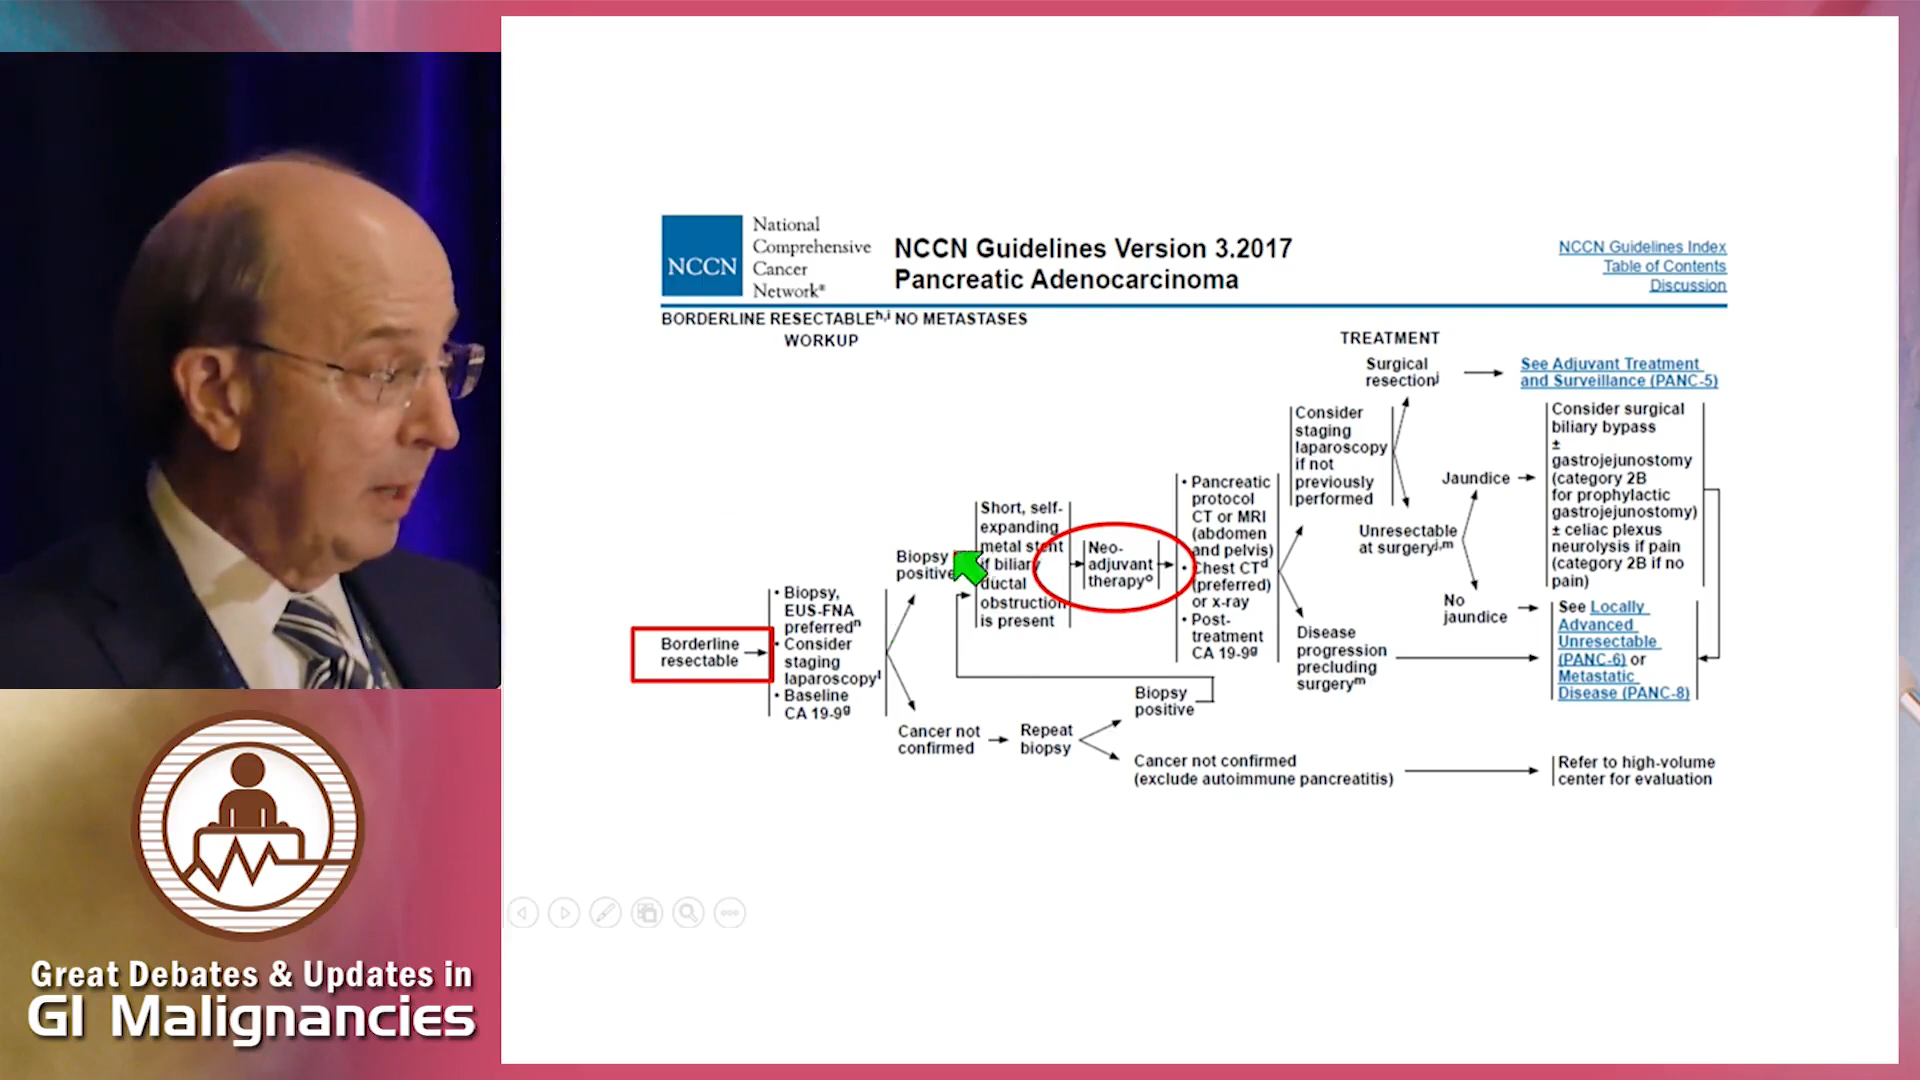 NCCN
National
Comprehensive
Cancer
Network®
NCCN Guidelines Version 3.2017
Pancreatic Adenocarcinoma
NCCN Guidelines Index
Table of Contents
Discussion
BORDERLINE RESECTABLEh,i NO METASTASES
WORKUP
TREATMENT
Borderline
resectable
• Biopsy,
EUS-FNA
preferredn
• Consider
staging
laparoscopyl
• Baseline
CA 19-9g
Biopsy
positive
Cancer not
confirmed
Repeat
biopsy
Biopsy
positive
Cancer not confirmed
(exclude autoimmune pancreatitis)
Refer to high-volume
center for evaluation
Short, self-
expanding
metal stent
if biliary
ductal
obstruction
is present
Neo-
adjuvant
therapyo
• Pancreatic
protocol
CT or MRI
(abdomen
and pelvis)
• Chest CTd
(preferred)
or x-ray
• Post-
treatment
CA 19-9g
Consider
staging
laparoscopy
if not
previously
performed
Disease
progression
precluding
surgerym
Surgical
resectionj
See Adjuvant Treatment
and Surveillance (PANC-5)
Unresectable
at surgeryj,m
Jaundice
No
jaundice
Consider surgical
biliary bypass
±
gastrojejunostomy
(category 2B
for prophylactic
gastrojejunostomy)
± celiac plexus
neurolysis if pain
(category 2B if no
pain)
See Locally
Advanced
Unresectable
(PANC-6) or
Metastatic
Disease (PANC-8)
Great Debates & Updates in
GI Malignancies